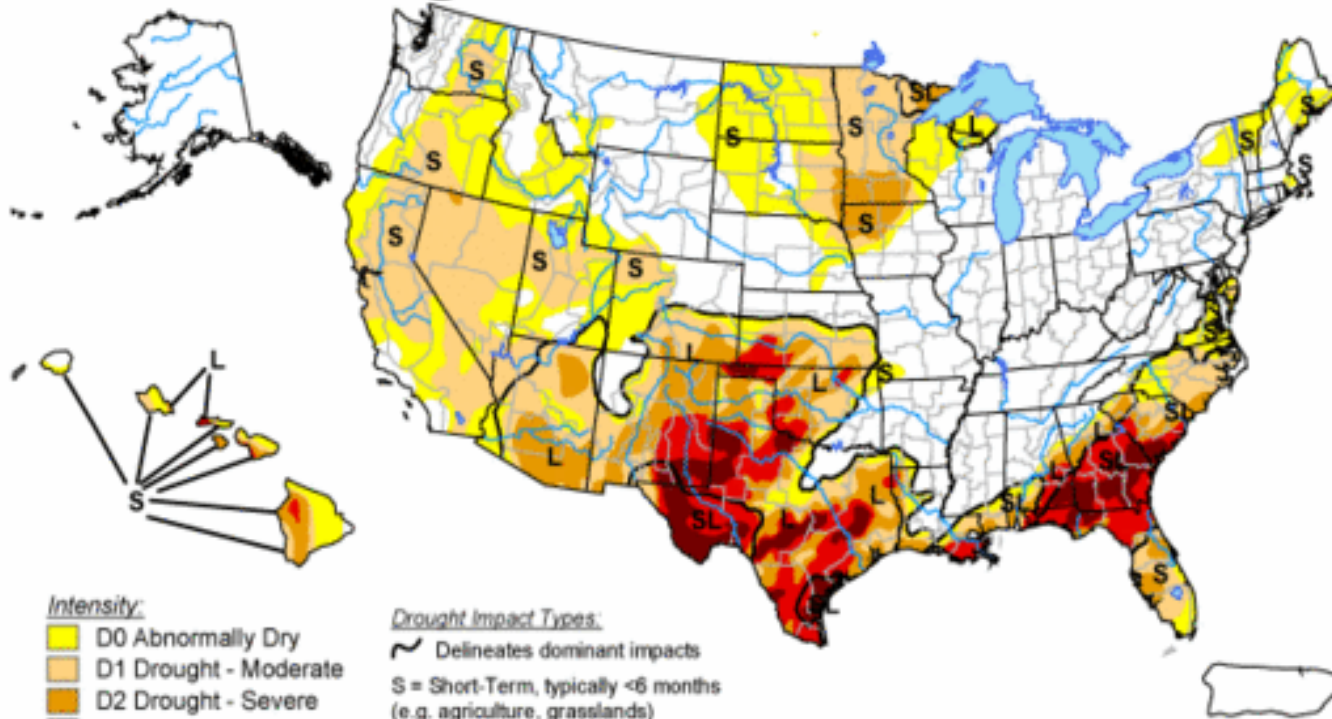 S
SL
L
S
S
S
S
S
S
S
S
S
L
L
S
S
L
SL
L
SL
S
L
SL
L
SL
L
L
SL
S
SL
Intensity:
D0 Abnormally Dry
D1 Drought - Moderate
D2 Drought - Severe
Drought Impact Types:
Delineates dominant impacts
S = Short-Term, typically <6 months
(e.g. agriculture, grasslands)